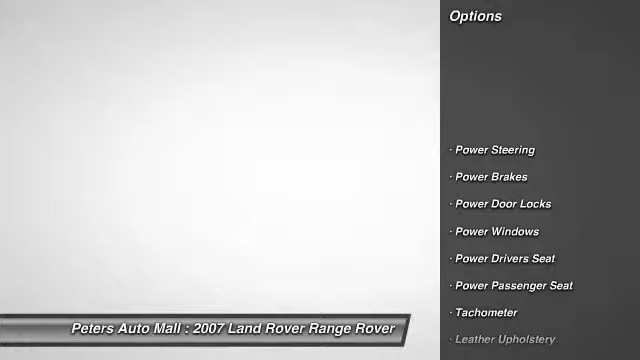 Options
· Power Steering
· Power Brakes
· Power Door Locks
· Power Windows
· Power Drivers Seat
· Power Passenger Seat
· Tachometer
· Leather Upholstery
Peters Auto Mall : 2007 Land Rover Range Rover